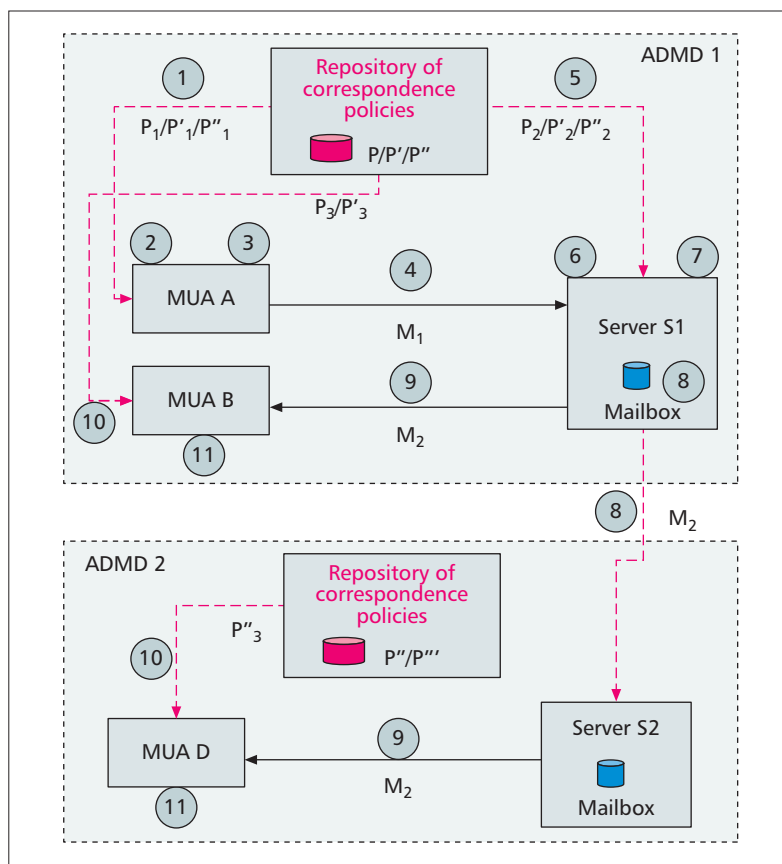 ADMD 1
1
Repository of
correspondence
policies
P/P'/P"
5
P₁/P'₁/P"₁
P₂/P'₂/P"₂
P₃/P'₃
2
3
4
6
7
MUA A
M₁
Server S1
8
Mailbox
9
MUA B
M₂
10
11
8
M₂
ADMD 2
Repository of
correspondence
policies
P"/P"'
P"₃
10
MUA D
9
M₂
11
Server S2
Mailbox